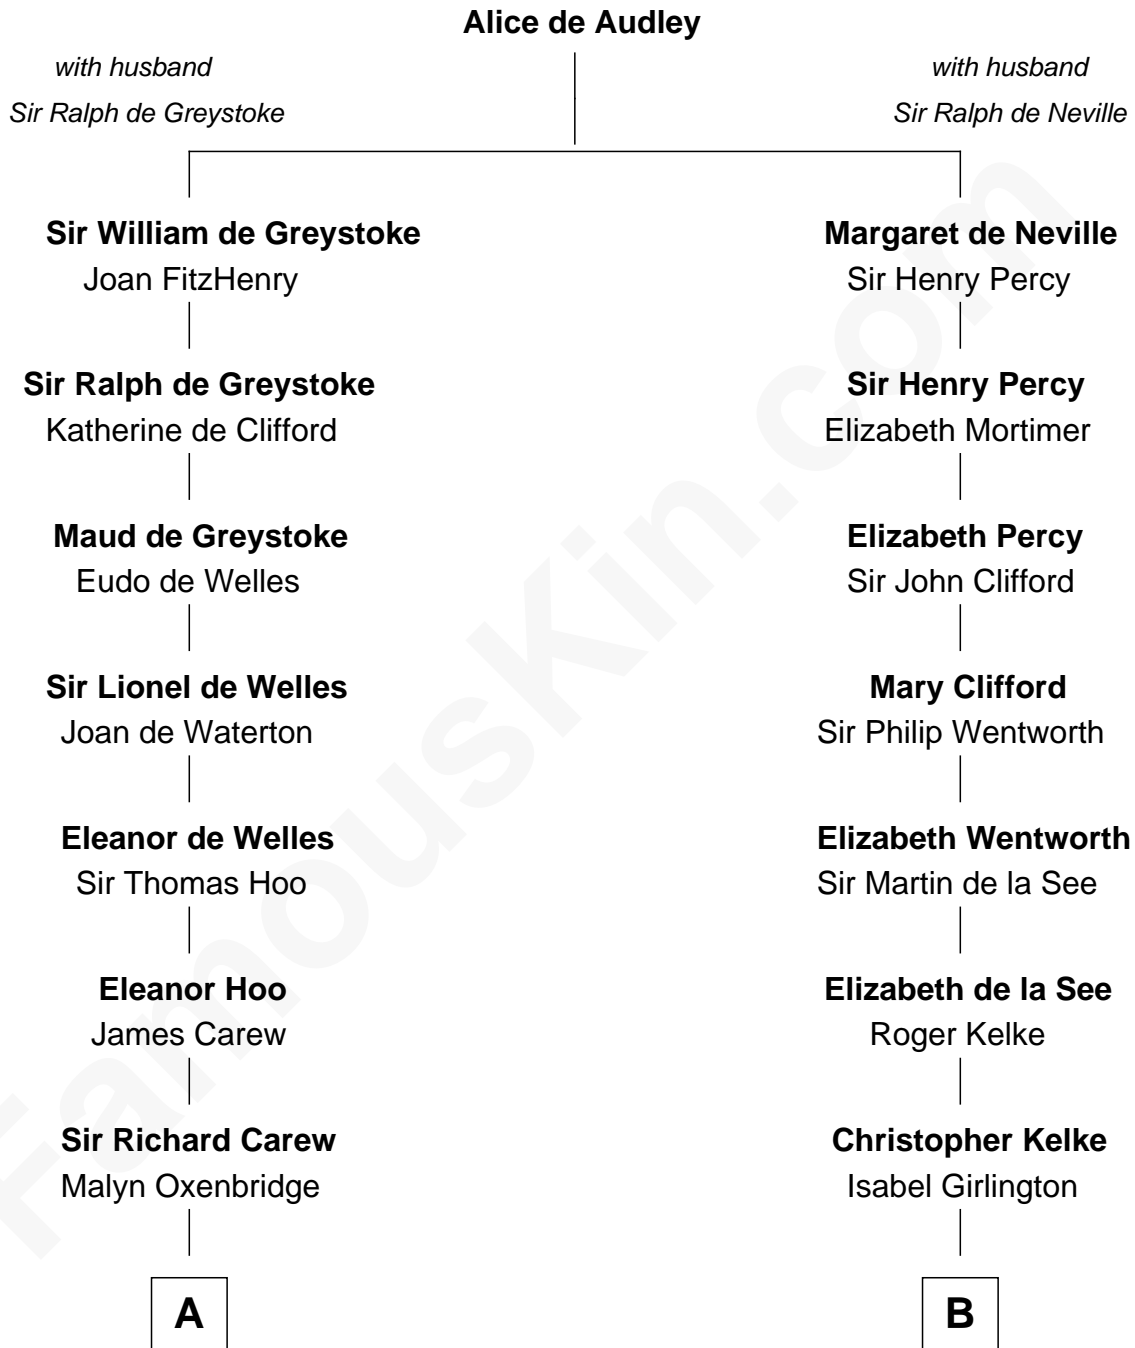 Alice de Audley
with husband
Sir Ralph de Greystoke
with husband
Sir Ralph de Neville
Sir William de Greystoke
Joan FitzHenry
Margaret de Neville
Sir Henry Percy
Sir Ralph de Greystoke
Katherine de Clifford
Sir Henry Percy
Elizabeth Mortimer
Maud de Greystoke
Eudo de Welles
Elizabeth Percy
Sir John Clifford
Sir Lionel de Welles
Joan de Waterton
Mary Clifford
Sir Philip Wentworth
Eleanor de Welles
Sir Thomas Hoo
Elizabeth Wentworth
Sir Martin de la See
Eleanor Hoo
James Carew
Elizabeth de la See
Roger Kelke
Sir Richard Carew
Malyn Oxenbridge
Christopher Kelke
Isabel Girlington
A
B
FamousKin.com